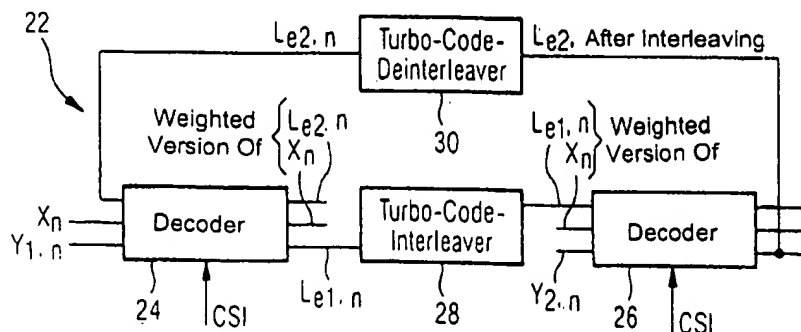 22
Le2, n
Turbo-Code-
Deinterleaver
30
Le2, After Interleaving
Weighted
Version Of
Le2, n
Xn
Le1, n
Xn
Weighted
Version Of
Xn
Y1, n
Decoder
24
CSI
Le1, n
Turbo-Code-
Interleaver
28
Y2, n
Decoder
26
CSI